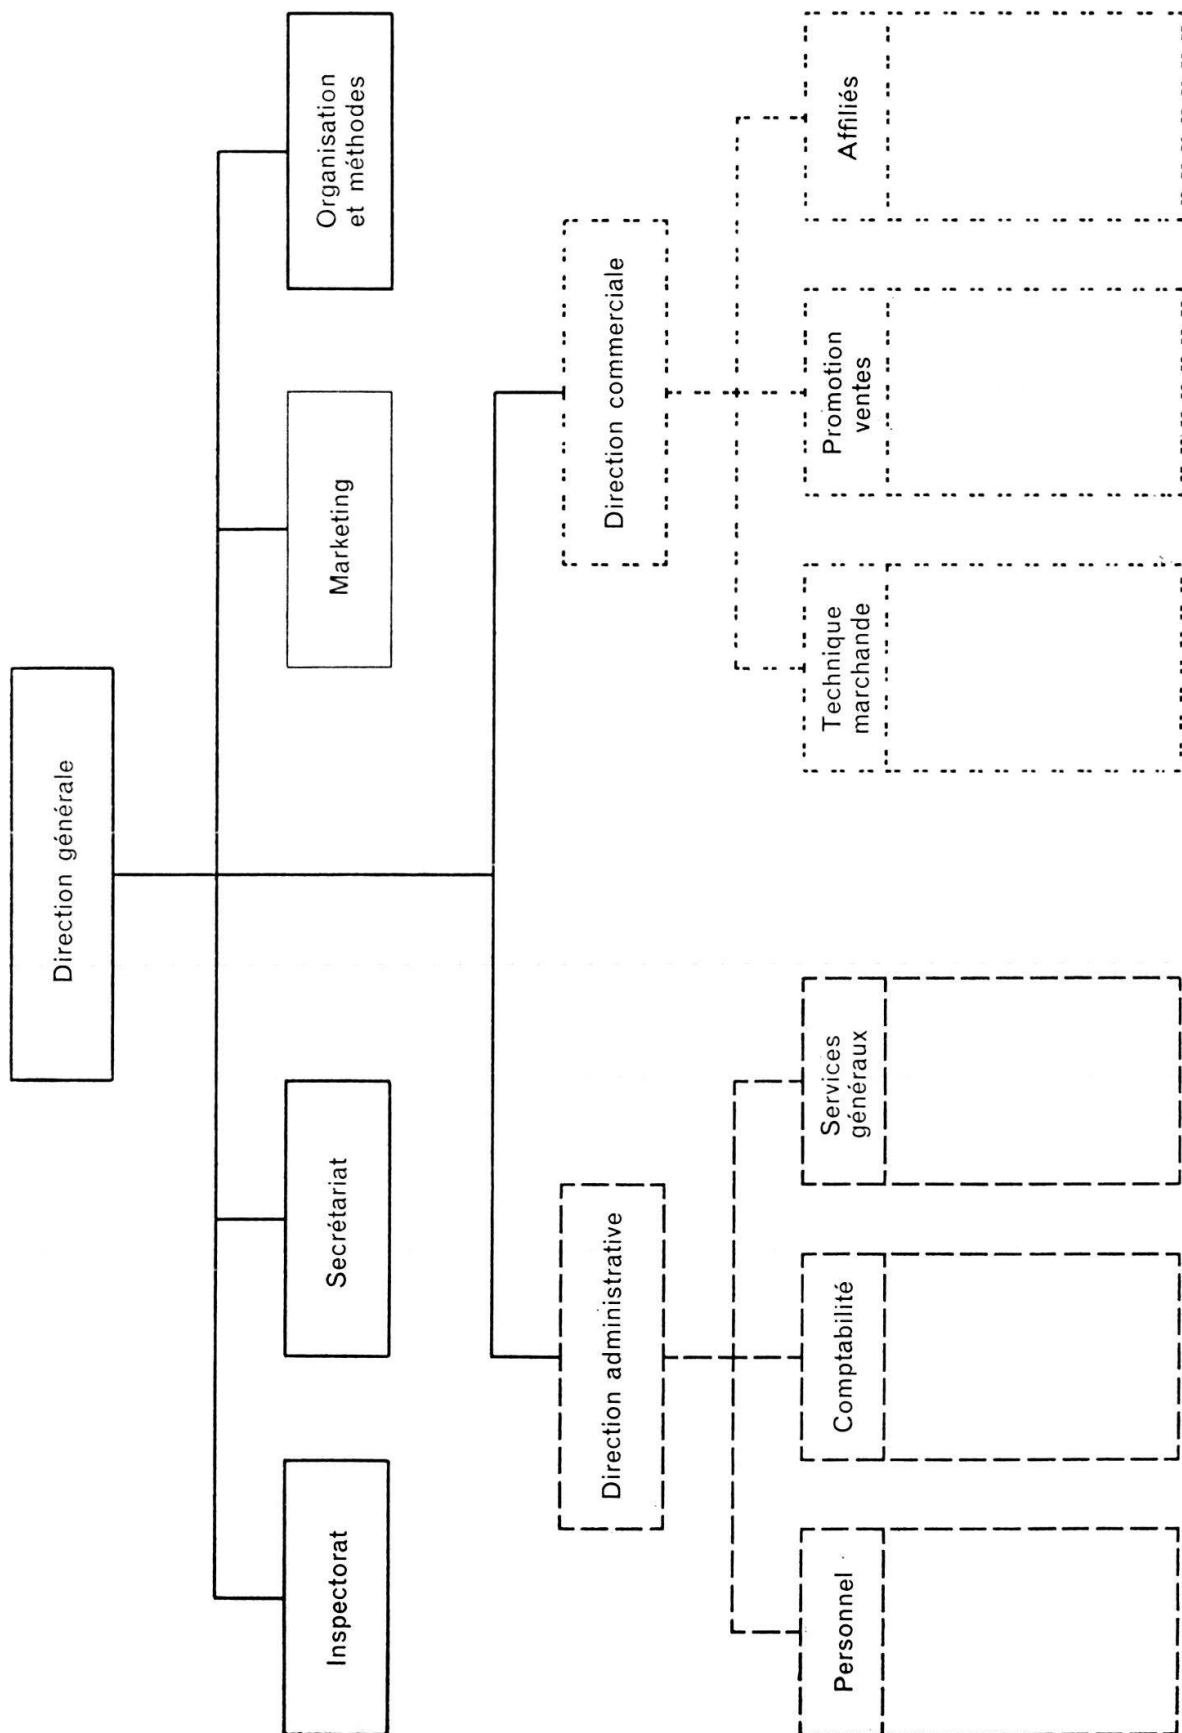 Direction générale
Inspectorat
Secrétariat
Marketing
Organisation
et méthodes
Direction administrative
Direction commerciale
Personnel
Comptabilité
Services
généraux
Technique
marchande
Promotion
ventes
Affiliés